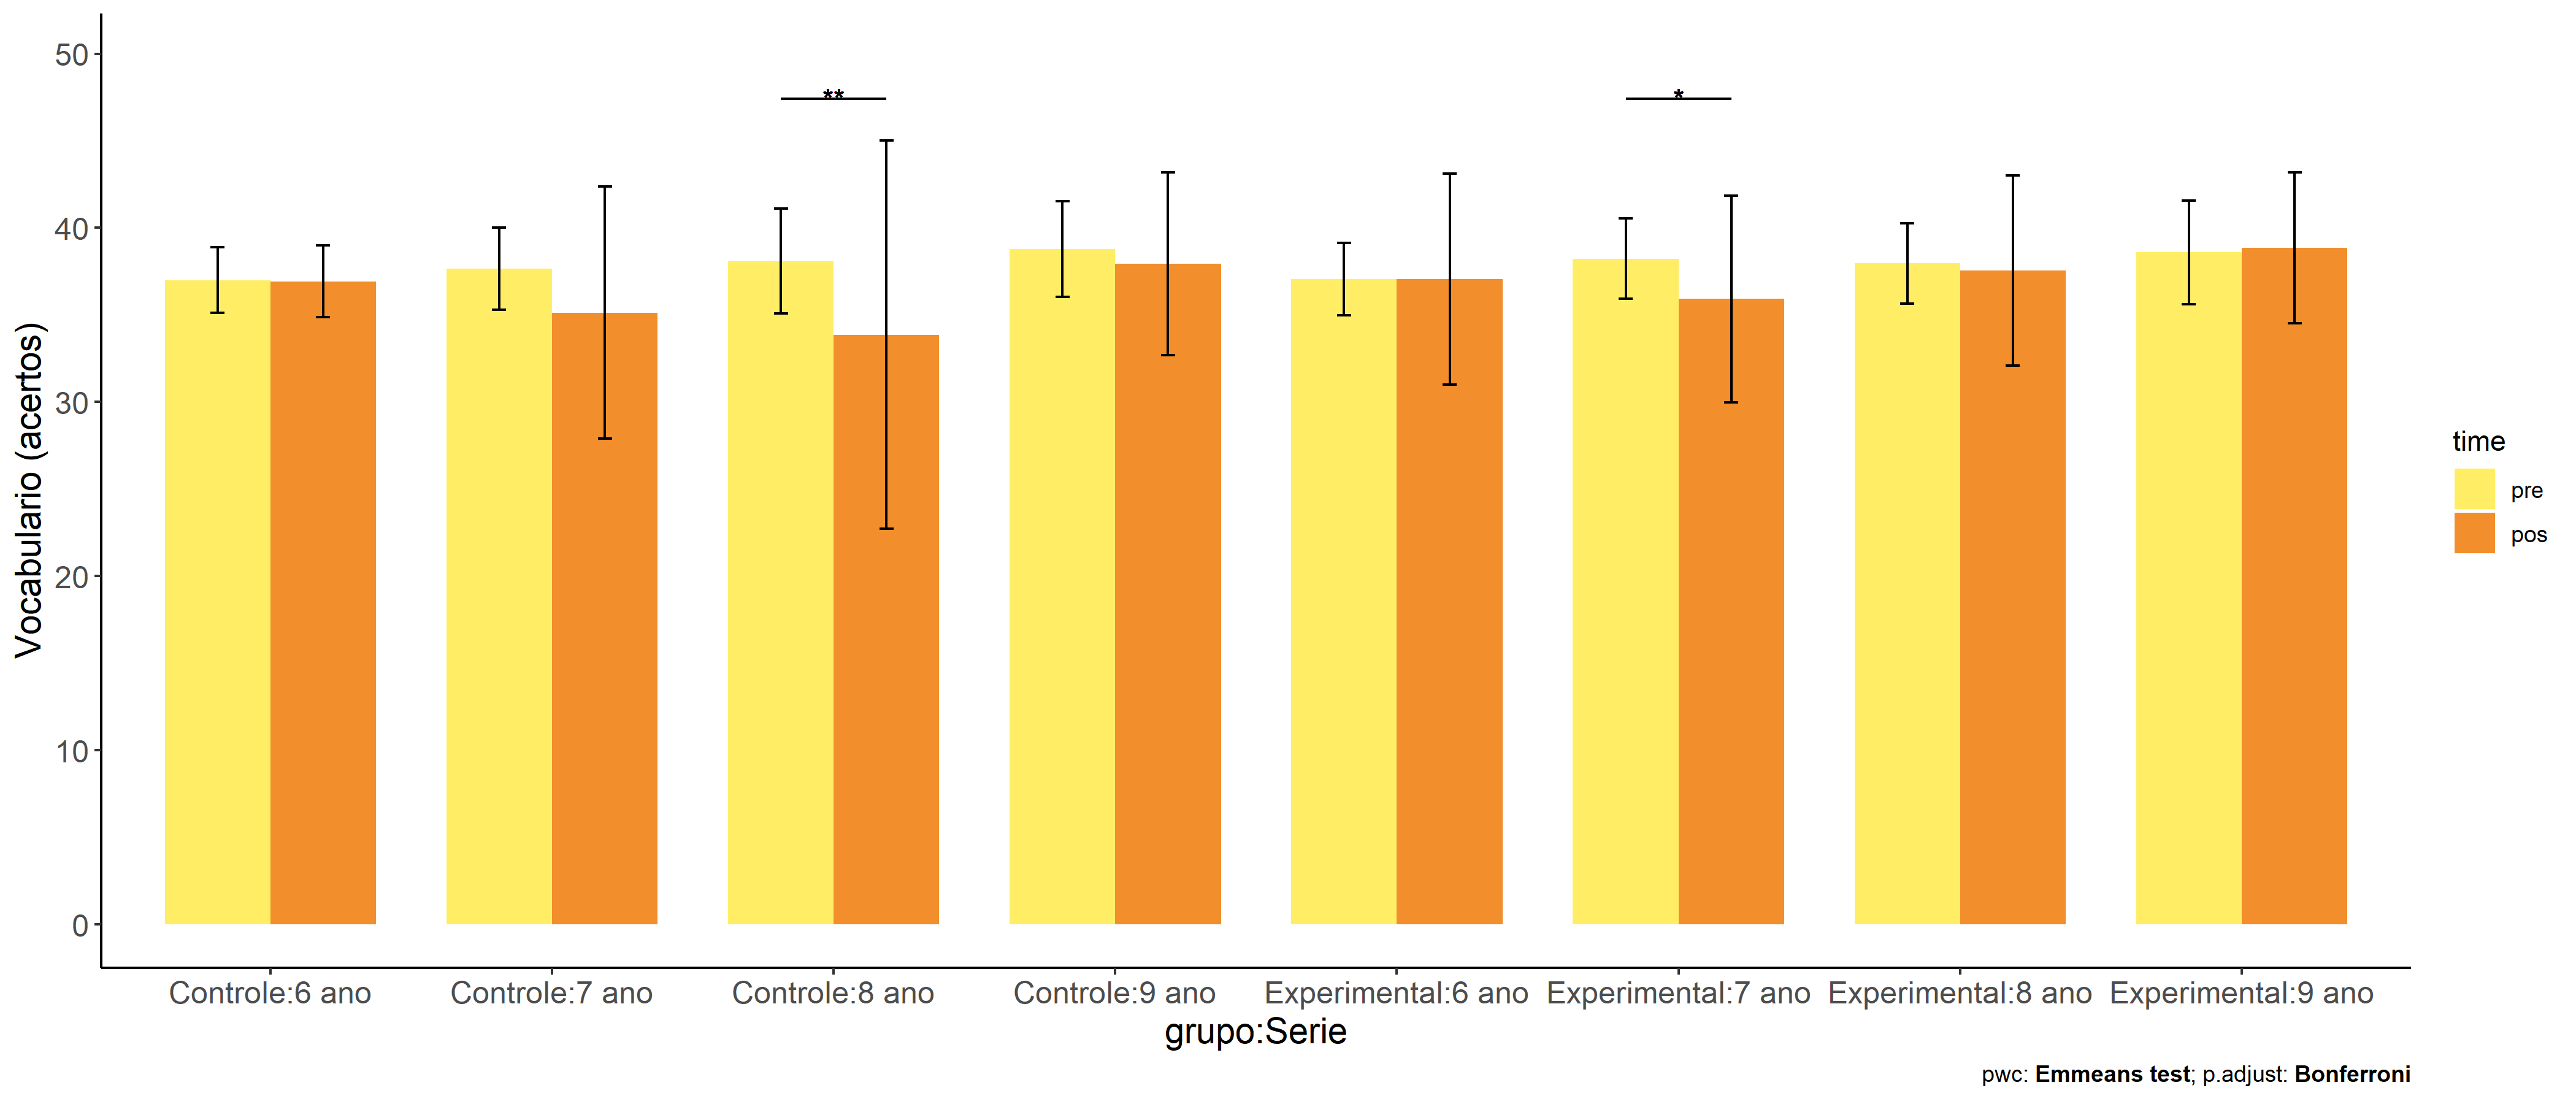 50
40
30
20
10
0
Vocabulario (acertos)
**
*
Controle:6 ano
Controle:7 ano
Controle:8 ano
Controle:9 ano
Experimental:6 ano
Experimental:7 ano
Experimental:8 ano
Experimental:9 ano
grupo:Serie
time
pre
pos
pwc: Emmeans test; p.adjust: Bonferroni